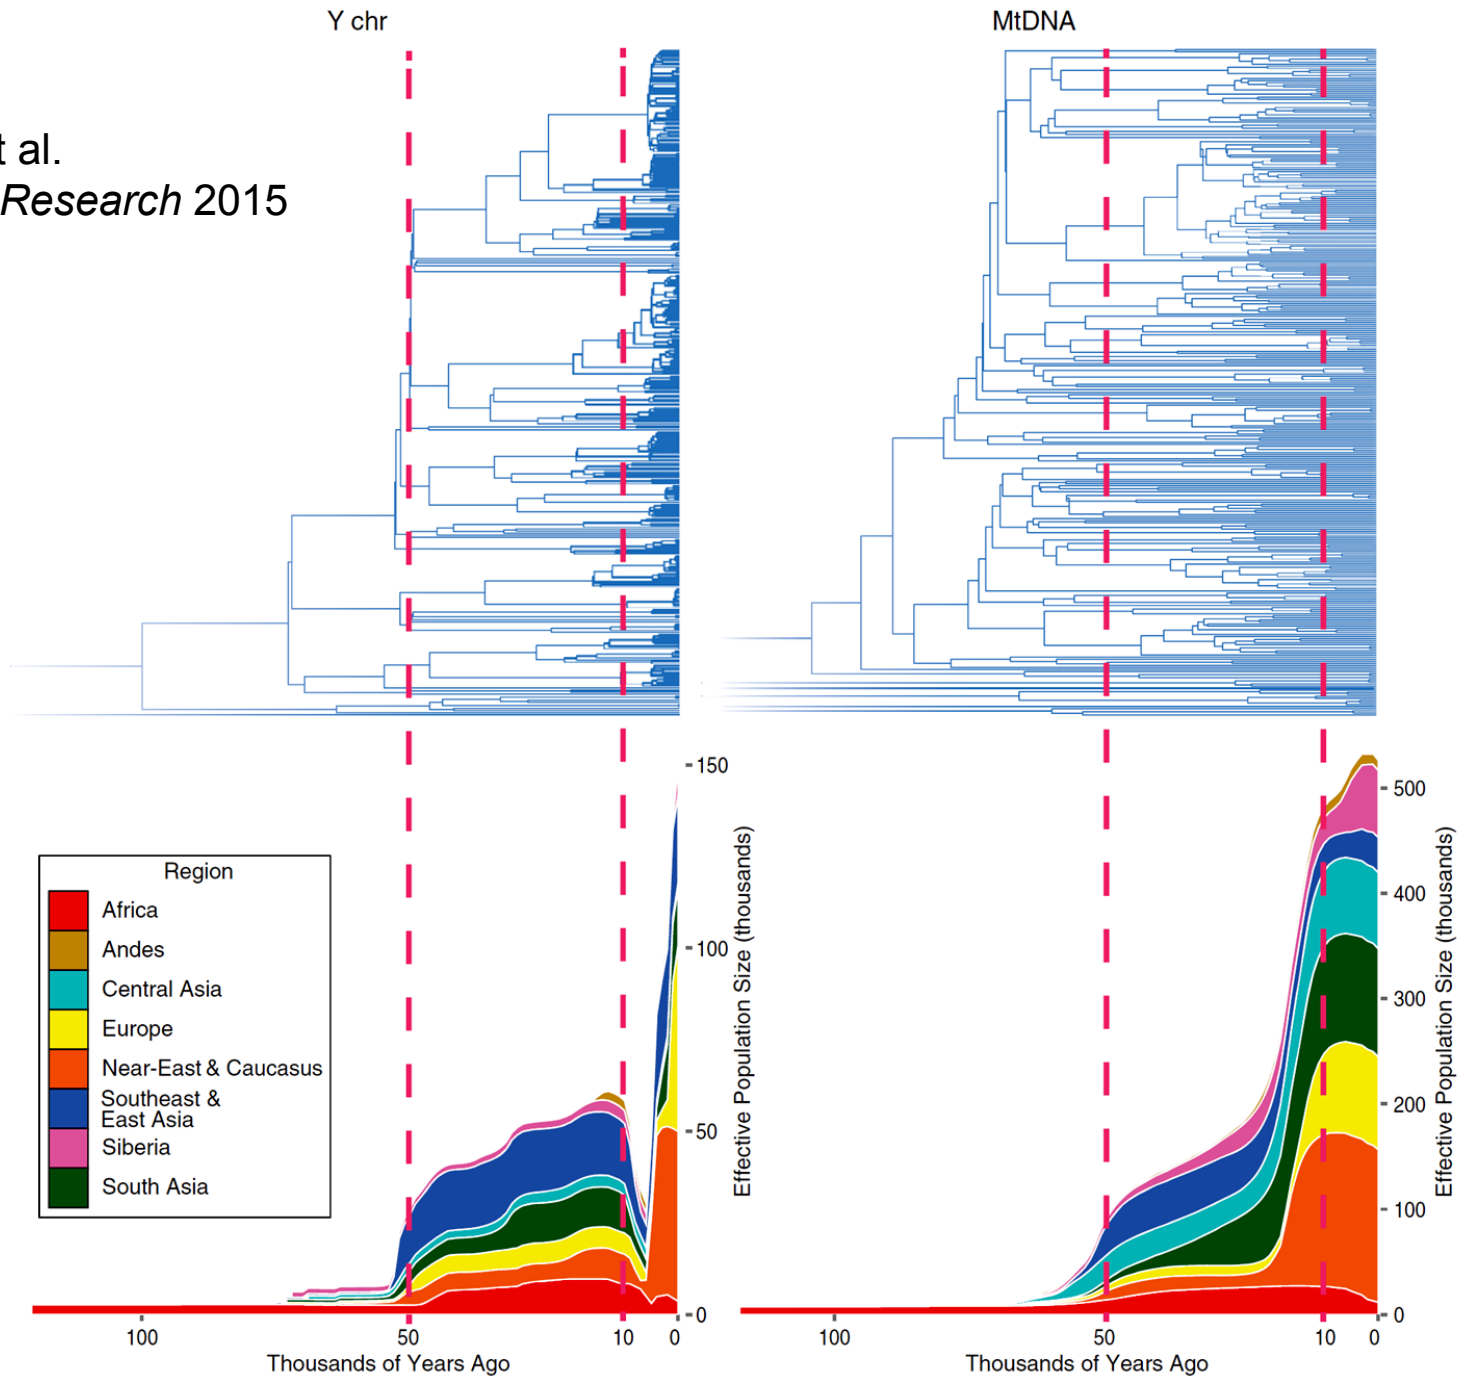 Y chr
MtDNA
t al.
Research 2015
150
100
50
0
Effective Population Size (thousands)
500
400
300
200
100
0
Effective Population Size (thousands)
Region
Africa
Andes
Central Asia
Europe
Near-East & Caucasus
Southeast &
East Asia
Siberia
South Asia
100
50
10
0
Thousands of Years Ago
100
50
10
0
Thousands of Years Ago